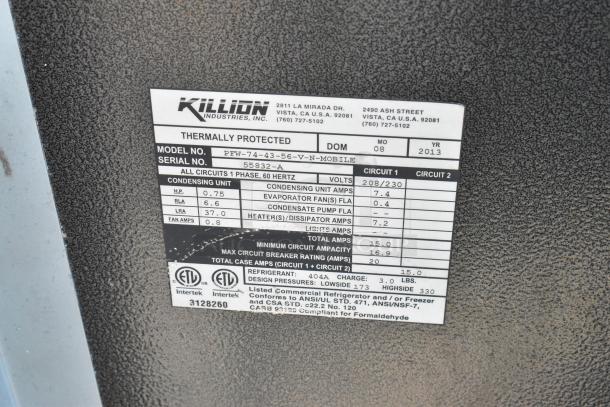 KILLION
INDUSTRIES, INC.
2811 LA MIRADA DR.
VISTA, CA U.S.A. 92081
(760) 727-5102
2490 ASH STREET
VISTA, CA U.S.A. 92081
(760) 727-5102
THERMALLY PROTECTED
DOM MO 08 YR 2013
MODEL NO. PFW-74-43-56-V-N-MOBILE
SERIAL NO. 55832-A
CIRCUIT 1 CIRCUIT 2
ALL CIRCUITS 1 PHASE, 60 HERTZ VOLTS 208/230
CONDENSING UNIT
H.P. 0.75
RLA 6.6
LRA 37.0
FAN AMPS 0.8
CONDENSING UNIT AMPS 7.4
EVAPORATOR FAN(S) FLA 0.4
CONDENSATE PUMP FLA --
HEATER(S)/DISSIPATOR AMPS 7.2
LIGHTS AMPS --
TOTAL AMPS 15.0
MINIMUM CIRCUIT AMPACITY 16.9
MAX CIRCUIT BREAKER RATING (AMPS) 20
TOTAL CASE AMPS (CIRCUIT 1 + CIRCUIT 2) 15.0
REFRIGERANT: 404A CHARGE: 3.0 LBS.
DESIGN PRESSURES: LOWSIDE 173 HIGHSIDE 330
ETL US
Intertek
ETL
Intertek
3128260
Listed Commercial Refrigerator and / or Freezer
Conforms to ANSI/UL STD. 471, ANSI/NSF-7,
and CSA STD. c22.2 No. 120
CARB 93120 Compliant for Formaldehyde